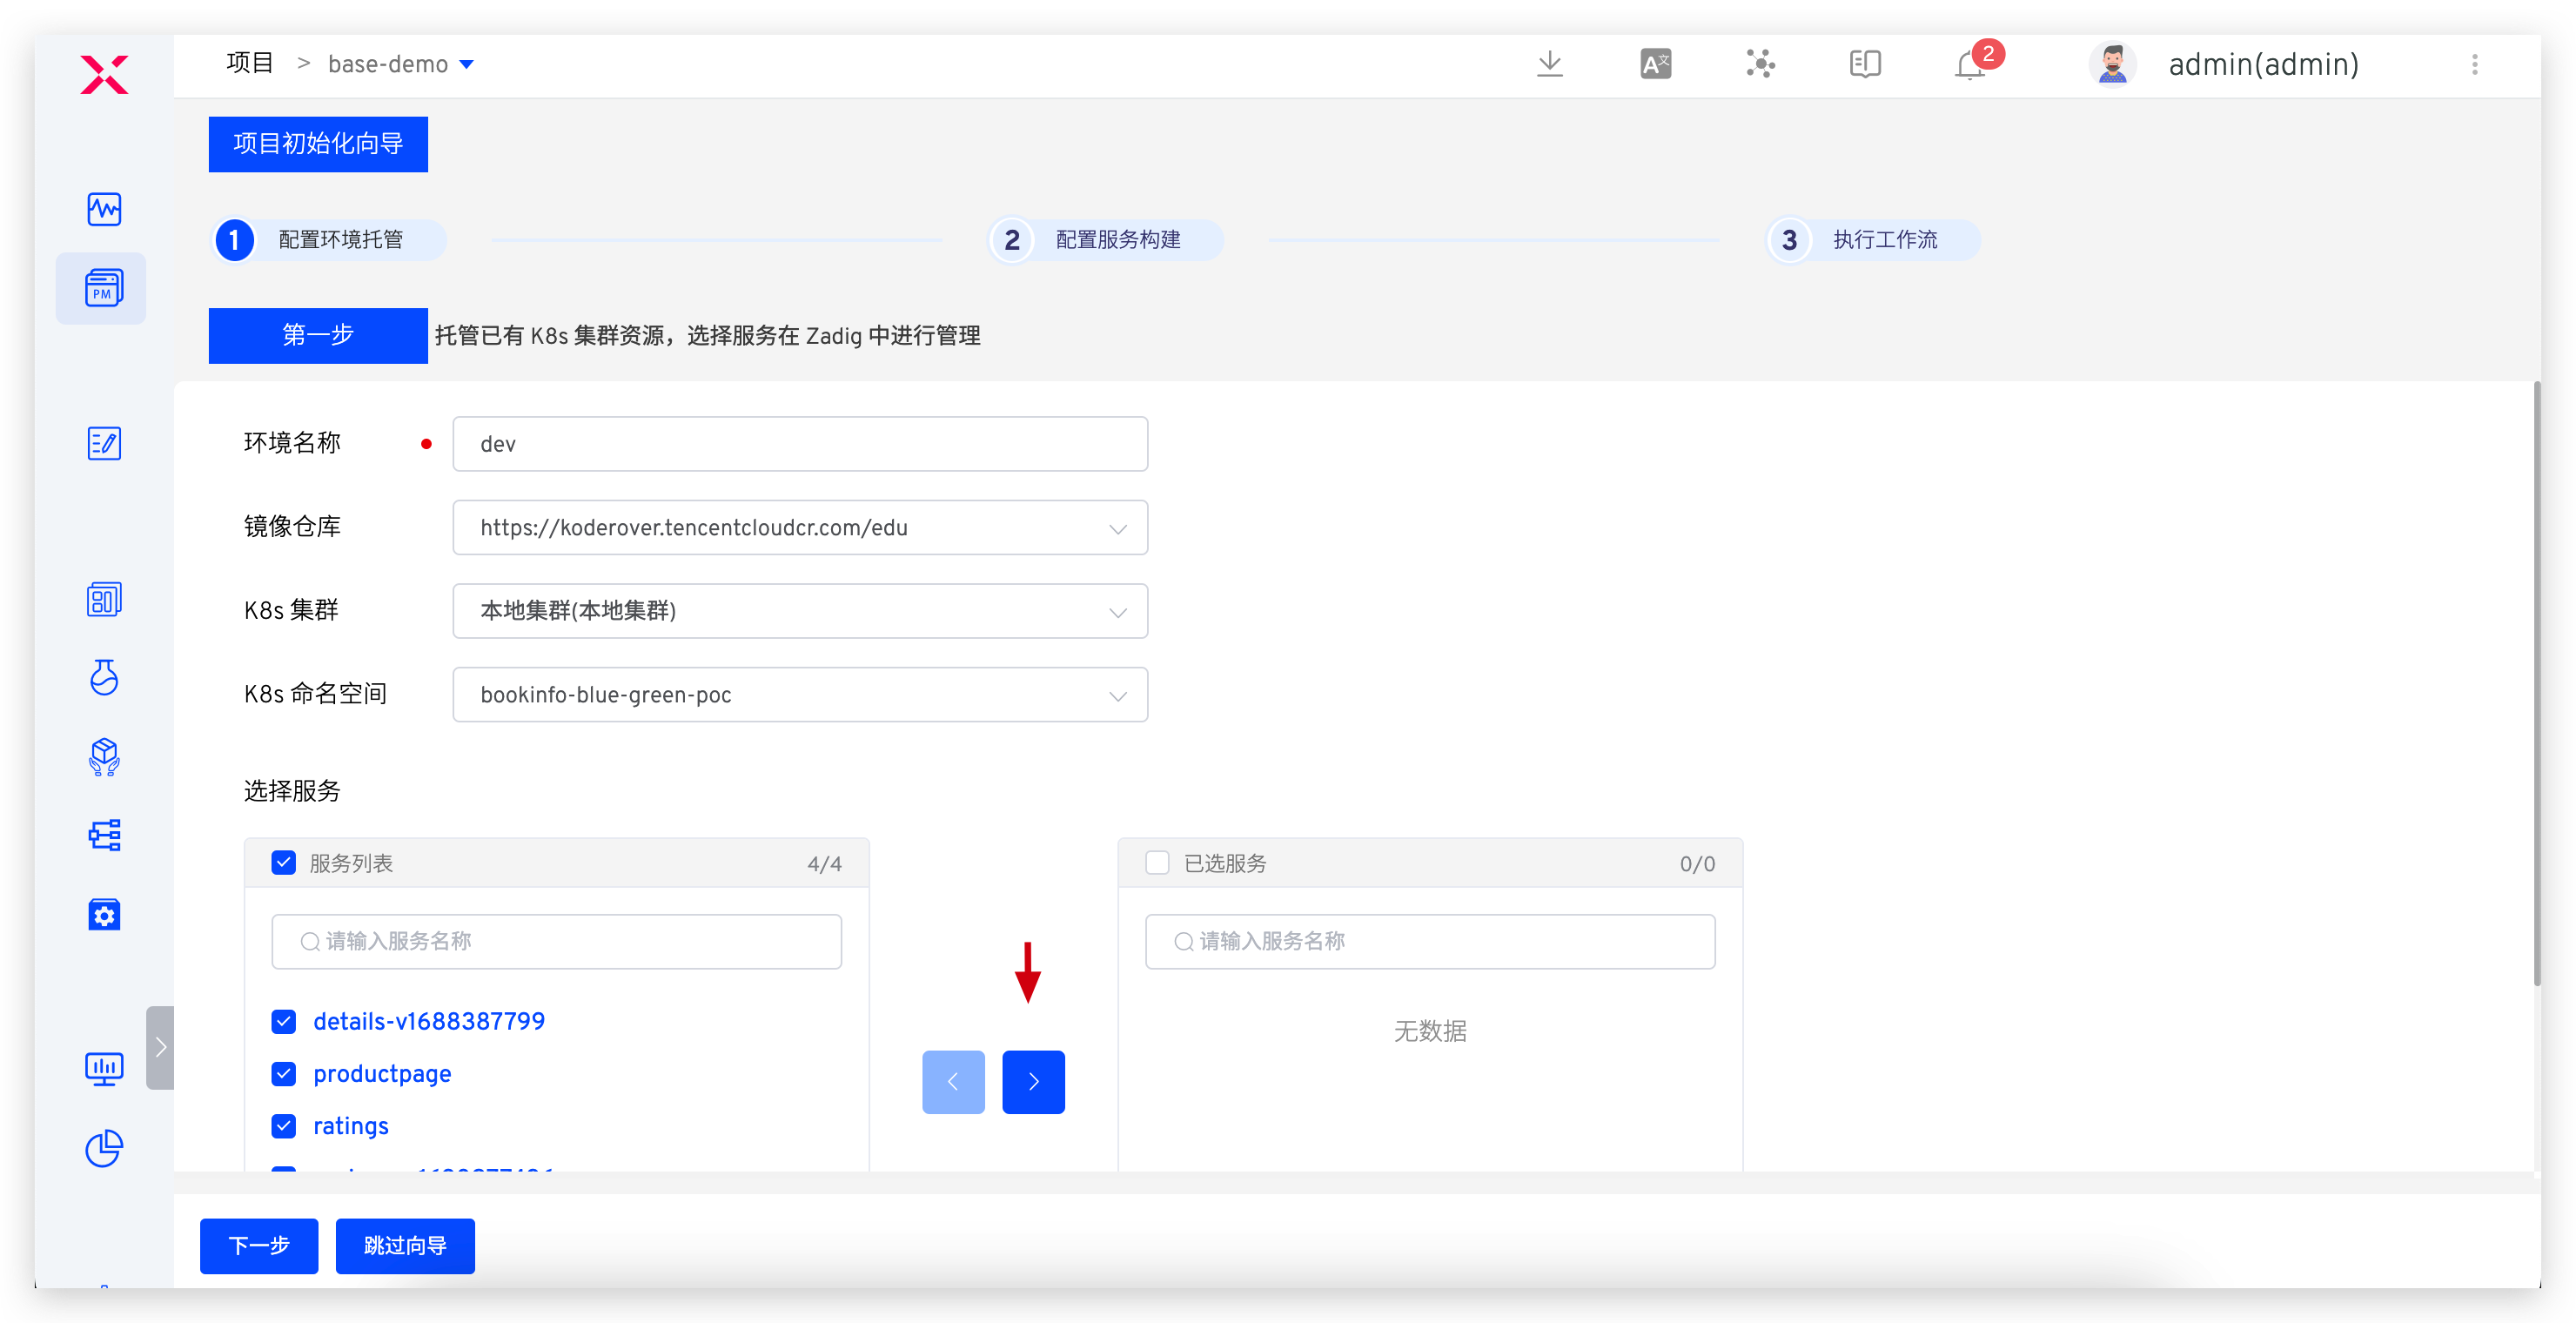 项目 > base-demo
2
admin(admin)
项目初始化向导
1 配置环境托管
2 配置服务构建
3 执行工作流
PM
第一步 托管已有 K8s 集群资源，选择服务在 Zadig 中进行管理
环境名称 dev
镜像仓库 https://koderover.tencentcloudcr.com/edu
K8s 集群 本地集群(本地集群)
K8s 命名空间 bookinfo-blue-green-poc
选择服务
服务列表 4/4
请输入服务名称
details-v1688387799
productpage
ratings
已选服务 0/0
请输入服务名称
无数据
下一步 跳过向导